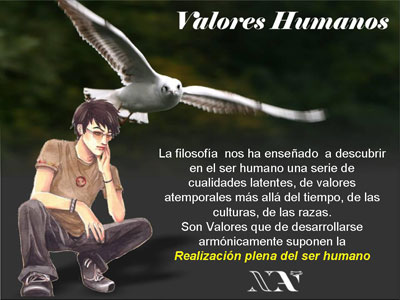 Valores Humanos
La filosofia nos ha enseñado a descubrir
en el ser humano una serie de
cualidades latentes, de valores
atemporales más allá del tiempo, de las
culturas, de las razas.
Son Valores que de desarrollarse
armónicamente suponen la
Realización plena del ser humano